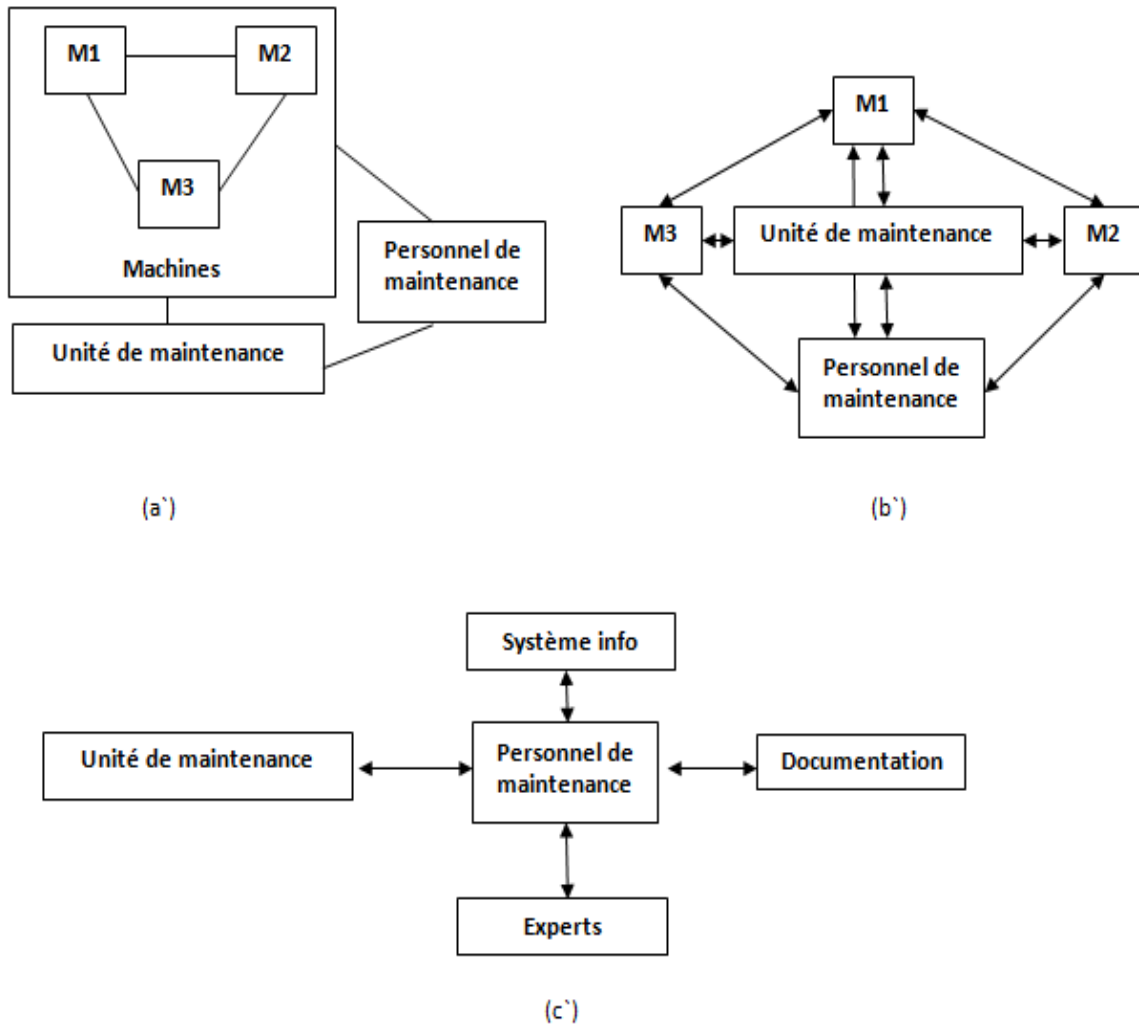 M1
M2
M3
Machines
Personnel de
maintenance
Unité de maintenance
(a`)
M1
M3
Unité de maintenance
M2
Personnel de
maintenance
(b`)
Système info
Unité de maintenance
Personnel de
maintenance
Documentation
Experts
(c`)